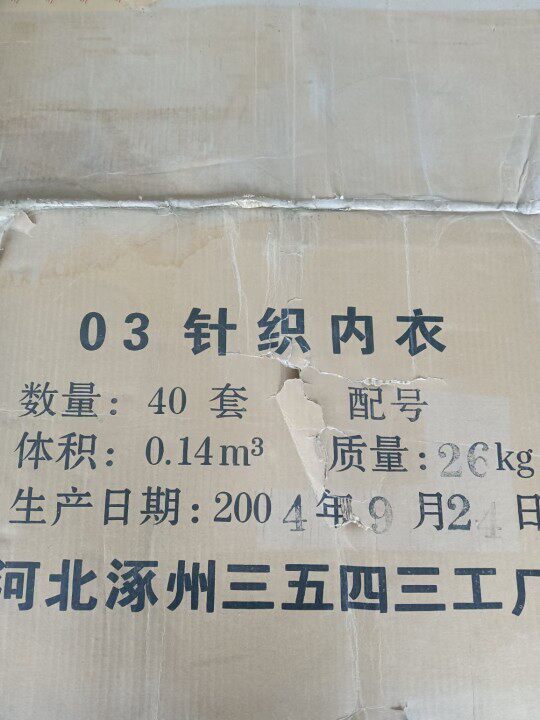 03 针织内衣
数量: 40 套 配号
体积: 0.14m³ 质量: 26kg
生产日期: 2004年9月24日
河北涿州三五四三工厂